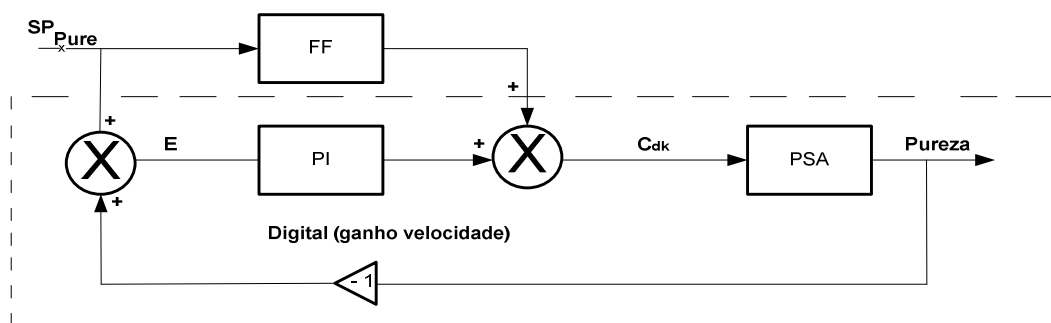 SP Pure
FF
+
+
E
PI
+
X
X
Cdk
PSA
Pureza
+
Digital (ganho velocidade)
- 1